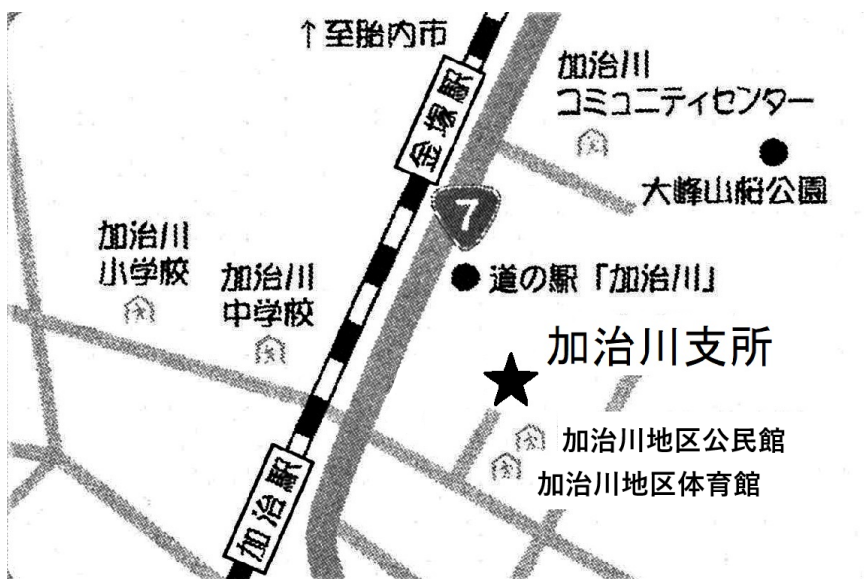 ↑至胎内市
金塚駅
加治川
コミュニティセンター
大峰山桜公園
7
加治川
小学校
加治川
中学校
道の駅「加治川」
加治川支所
加治川地区公民館
加治川地区体育館
加治駅